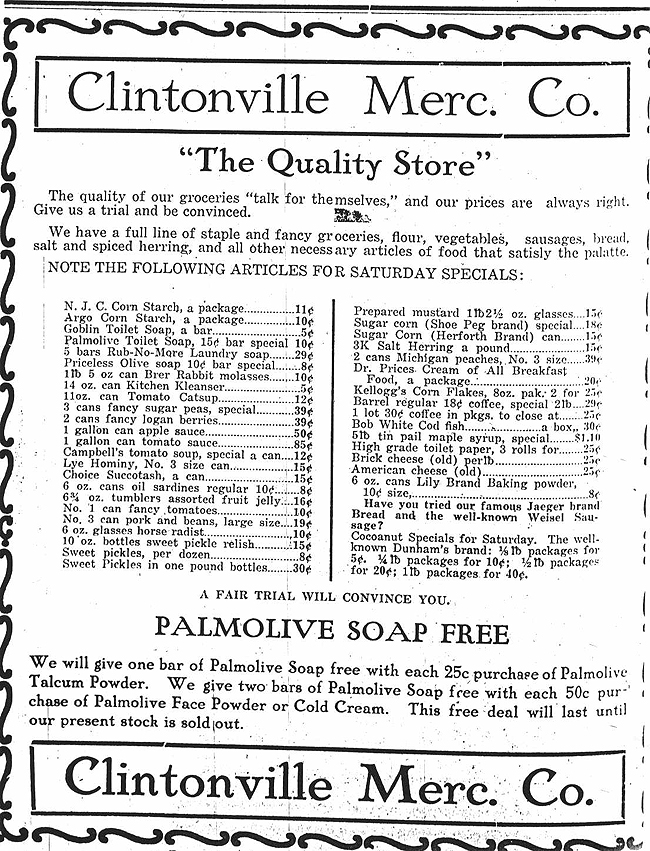 Clintonville Merc. Co.
"The Quality Store"
The quality of our groceries "talk for themselves," and our prices are always right.
Give us a trial and be convinced.
We have a full line of staple and fancy groceries, flour, vegetables, sausages, bread,
salt and spiced herring, and all other necessary articles of food that satisly the palatte.
NOTE THE FOLLOWING ARTICLES FOR SATURDAY SPECIALS:
N. J. C. Corn Starch, a package...............11¢
Argo Corn Starch, a package...............10¢
Goblin Toilet Soap, a bar.....................5¢
Palmolive Toilet Soap, 15¢ bar special 10¢
5 bars Rub-No-More Laundry soap........29¢
Priceless Olive soap 10¢ bar special........8¢
1lb 5 oz can Brer Rabbit molasses..........10¢
14 oz. can Kitchen Kleanser...................5¢
11oz. can Tomato Catsup....................12¢
3 cans fancy sugar peas, special............39¢
2 cans fancy logan berries....................39¢
1 gallon can apple sauce......................50¢
1 gallon can tomato sauce....................85¢
Campbell's tomato soup, special a can....12¢
Lye Hominy, No. 3 size can.................15¢
Choice Succotash, a can......................15¢
6 oz. cans oil sardines regular 10¢..........8¢
6¾ oz. tumblers assorted fruit jelly...16¢
No. 1 can fancy tomatoes....................10¢
No. 3 can pork and beans, large size....19¢
6 oz. glasses horse radist....................10¢
10 oz. bottles sweet pickle relish..........15¢
Sweet pickles, per dozen.....................8¢
Sweet Pickles in one pound bottles.......30¢
Prepared mustard 1lb2½ oz. glasses....15¢
Sugar corn (Shoe Peg brand) special....18¢
Sugar Corn (Herforth Brand) can........15¢
3K Salt Herring a pound....................15¢
2 cans Michigan peaches, No. 3 size.....39¢
Dr. Prices Cream of All Breakfast
Food, a package..........................20¢
Kellogg's Corn Flakes, 8oz. pak. 2 for 25¢
Barrel regular 18¢ coffee, special 2lb....29¢
1 lot 30¢ coffee in pkgs. to close at......25¢
Bob White Cod fish..............a box,, 30¢
5lb tin pail maple syrup, special.......$1.10
High grade toilet paper, 3 rolls for.......25¢
Brick cheese (old) per1b....................25¢
American cheese (old).......................25¢
6 oz. cans Lily Brand Baking powder,
10¢ size,.....................................8¢
Have you tried our famous Jaeger brand
Bread and the well-known Weisel Sau-
sage?
Cocoanut Specials for Saturday. The well-
known Dunham's brand: ⅛lb packages for
5¢. ¼lb packages for 10¢; ½lb packages
for 20¢; 1lb packages for 40¢.
A FAIR TRIAL WILL CONVINCE YOU.
PALMOLIVE SOAP FREE
We will give one bar of Palmolive Soap free with each 25c purchase of Palmolive
Talcum Powder. We give two bars of Palmolive Soap free with each 50c pur-
chase of Palmolive Face Powder or Cold Cream. This free deal will last until
our present stock is sold out.
Clintonville Merc. Co.